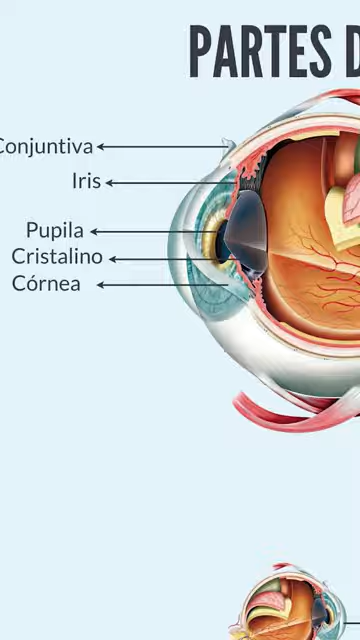 PARTES D
Conjuntiva
Iris
Pupila
Cristalino
Córnea